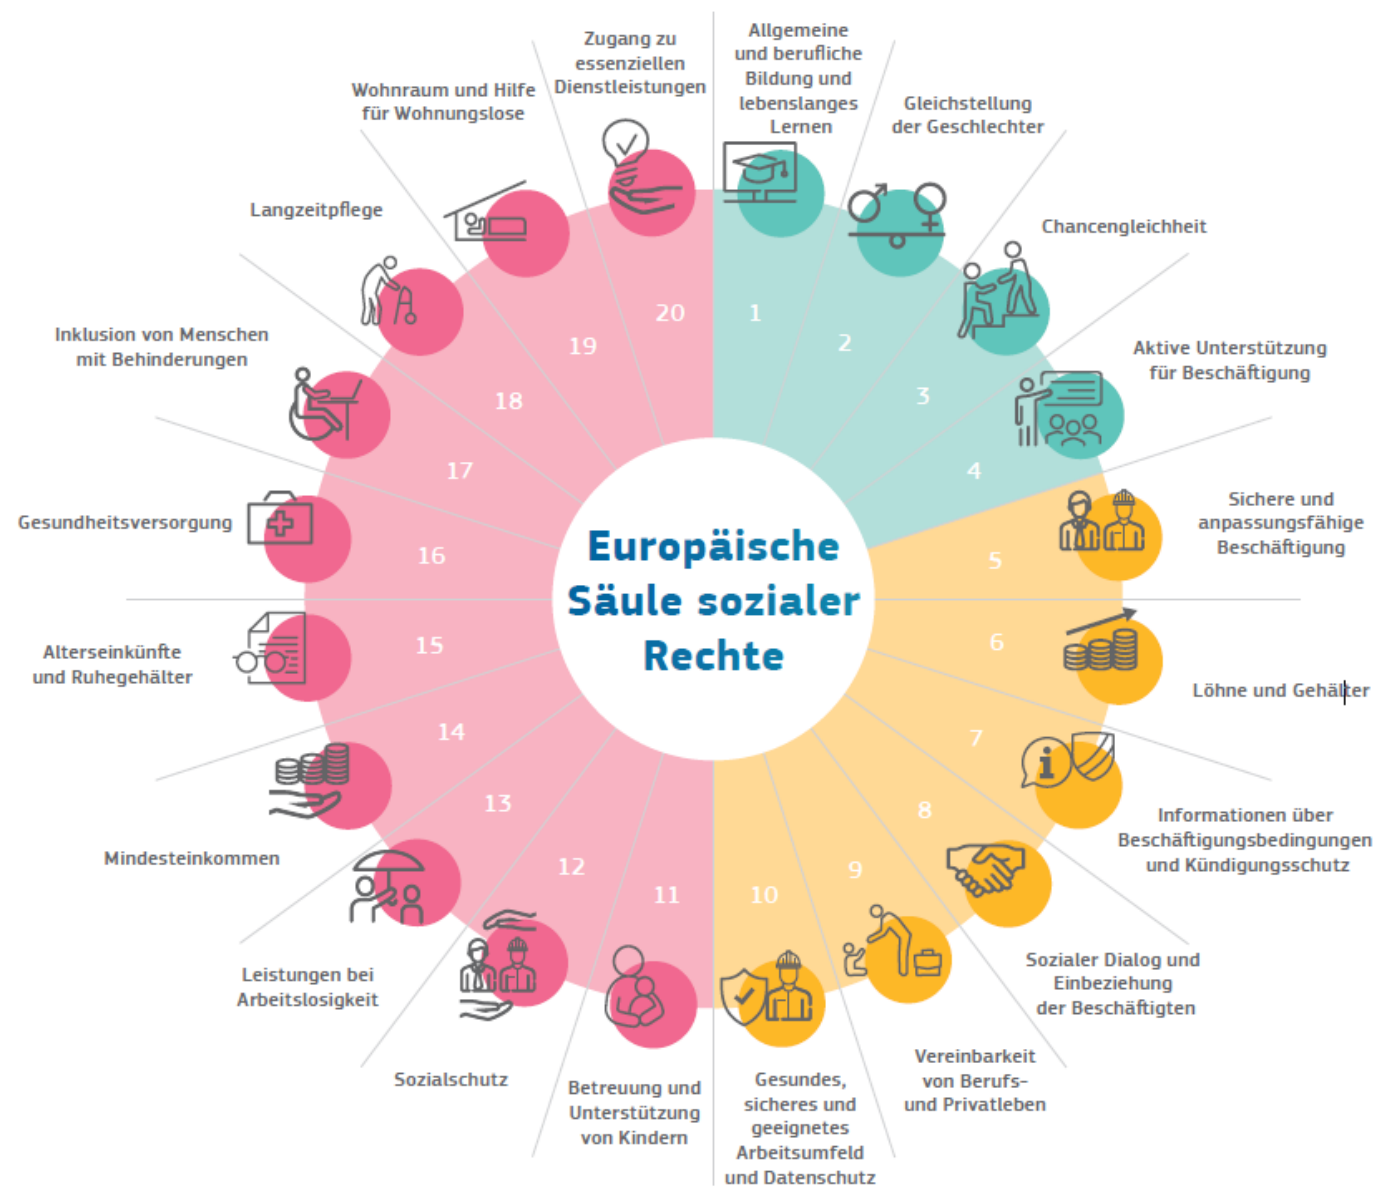 Allgemeine
und berufliche
Bildung und
lebenslanges
Lernen
Gleichstellung
der Geschlechter
Chancengleichheit
Aktive Unterstützung
für Beschäftigung
Sichere und
anpassungsfähige
Beschäftigung
Löhne und Gehälter
Informationen über
Beschäftigungsbedingungen
und Kündigungsschutz
Sozialer Dialog und
Einbeziehung
der Beschäftigten
Vereinbarkeit
von Berufs-
und Privatleben
Gesundes,
sicheres und
geeignetes
Arbeitsumfeld
und Datenschutz
Betreuung und
Unterstützung
von Kindern
Sozialschutz
Leistungen bei
Arbeitslosigkeit
Mindesteinkommen
Alterseinkünfte
und Ruhegehälter
Gesundheitsversorgung
Inklusion von Menschen
mit Behinderungen
Langzeitpflege
Wohnraum und Hilfe
für Wohnungslose
Zugang zu
essenziellen
Dienstleistungen
1
2
3
4
5
6
7
8
9
10
11
12
13
14
15
16
17
18
19
20
i
Europäische
Säule sozialer
Rechte